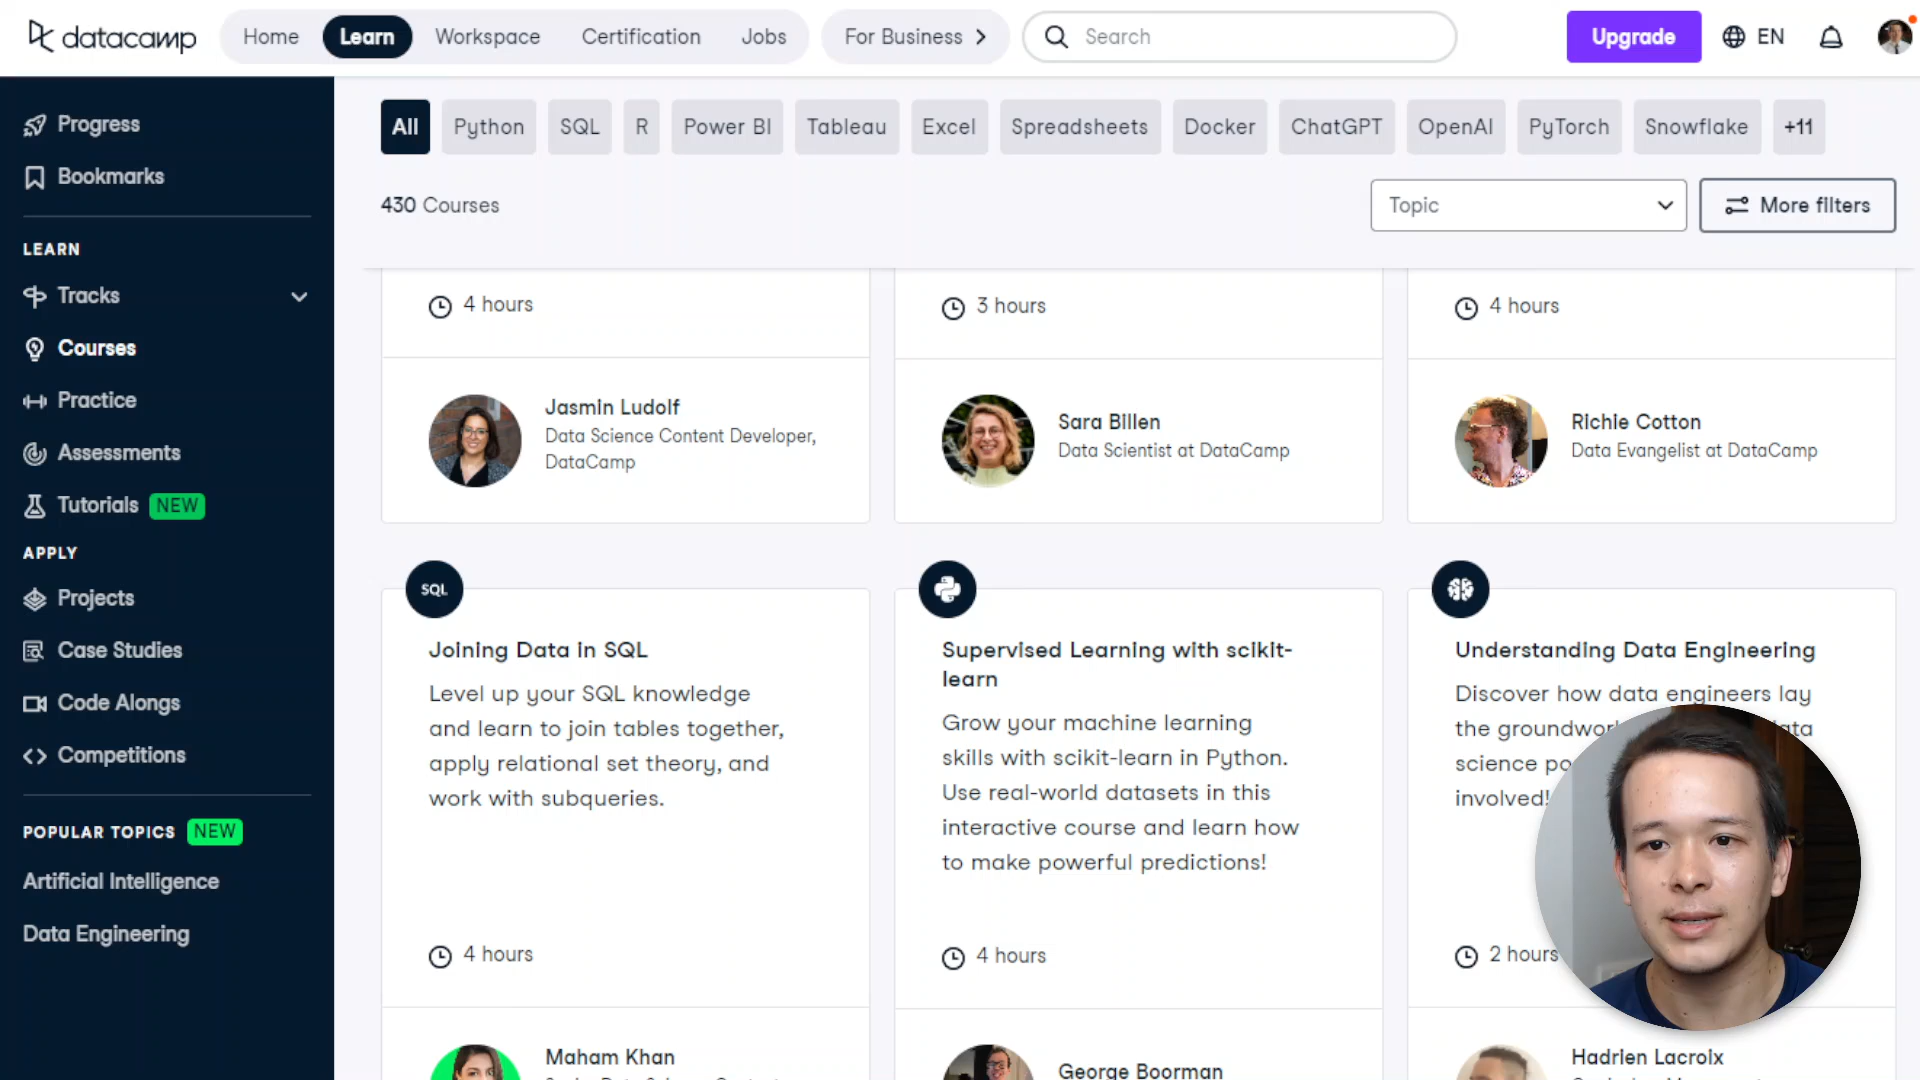 datacamp
Home
Learn
Workspace
Certification
Jobs
For Business
Search
Upgrade
EN
Progress
Bookmarks
LEARN
Tracks
Courses
Practice
Assessments
Tutorials NEW
APPLY
Projects
Case Studies
Code Alongs
Competitions
POPULAR TOPICS NEW
Artificial Intelligence
Data Engineering
All
Python
SQL
R
Power BI
Tableau
Excel
Spreadsheets
Docker
ChatGPT
OpenAI
PyTorch
Snowflake
+11
430 Courses
Topic
More filters
4 hours
Jasmin Ludolf
Data Science Content Developer,
DataCamp
3 hours
Sara Billen
Data Scientist at DataCamp
4 hours
Richie Cotton
Data Evangelist at DataCamp
SQL
Joining Data in SQL
Level up your SQL knowledge
and learn to join tables together,
apply relational set theory, and
work with subqueries.
4 hours
Maham Khan
Supervised Learning with scikit-
learn
Grow your machine learning
skills with scikit-learn in Python.
Use real-world datasets in this
interactive course and learn how
to make powerful predictions!
4 hours
George Boorman
Understanding Data Engineering
Discover how data engineers lay
the
science
involved!
2 hours
Hadrien Lacroix